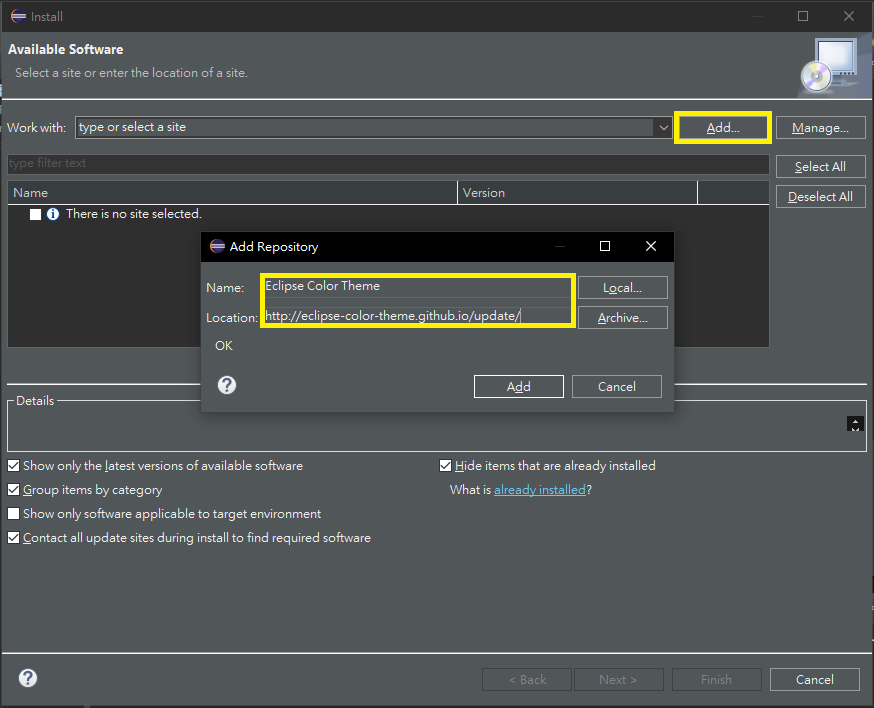 Install
Available Software
Select a site or enter the location of a site.
Work with: type or select a site Add... Manage...
type filter text Select All
Name Version Deselect All
There is no site selected.
Add Repository
Name: Eclipse Color Theme Local...
Location: http://eclipse-color-theme.github.io/update/ Archive...
OK
Add Cancel
Details
Show only the latest versions of available software Hide items that are already installed
Group items by category What is already installed?
Show only software applicable to target environment
Contact all update sites during install to find required software
< Back Next > Finish Cancel